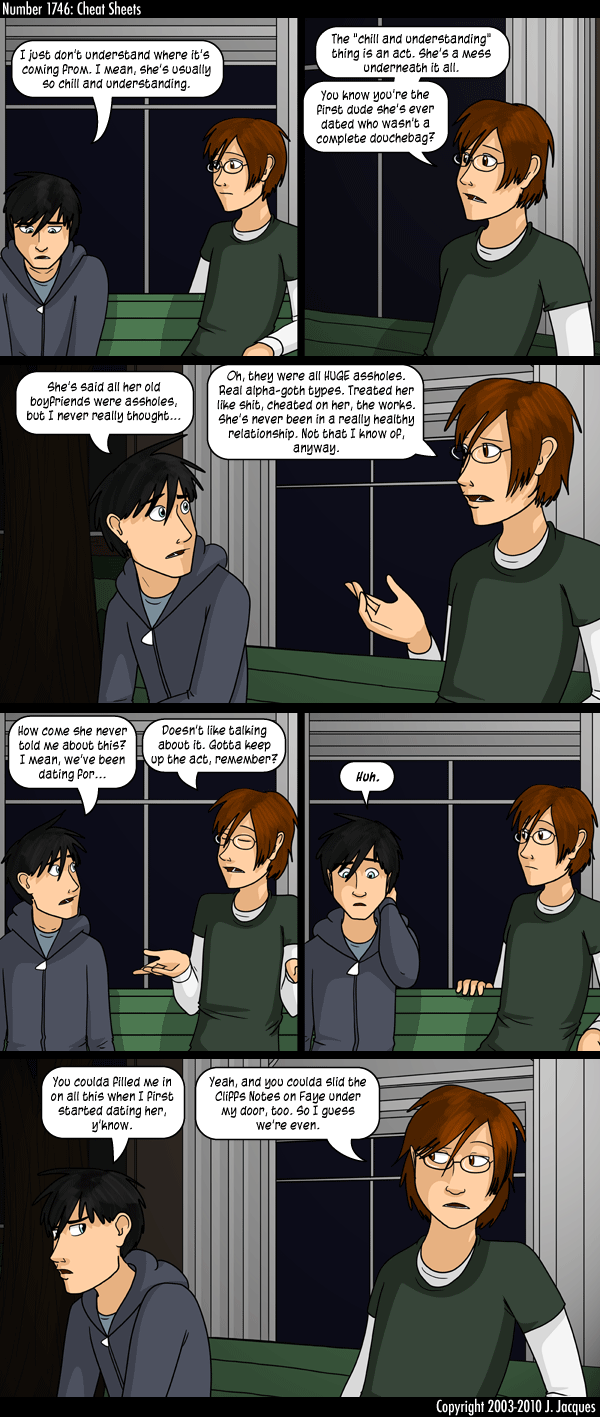 Number 1746: Cheat Sheets
I just don't understand where it's
coming from. I mean, she's usually
so chill and understanding.
The "chill and understanding"
thing is an act. She's a mess
underneath it all.
You know you're the
first dude she's ever
dated who wasn't a
complete douchebag?
She's said all her old
boyfriends were assholes,
but I never really thought...
Oh, they were all HUGE assholes.
Real alpha-goth types. Treated her
like shit, cheated on her, the works.
She's never been in a really healthy
relationship. Not that I know of,
anyway.
How come she never
told me about this?
I mean, we've been
dating for...
Doesn't like talking
about it. Gotta keep
up the act, remember?
Huh.
You coulda filled me in
on all this when I first
started dating her,
y'know.
Yeah, and you coulda slid the
Cliffs Notes on Faye under
my door, too. So I guess
we're even.
Copyright 2003-2010 J. Jacques